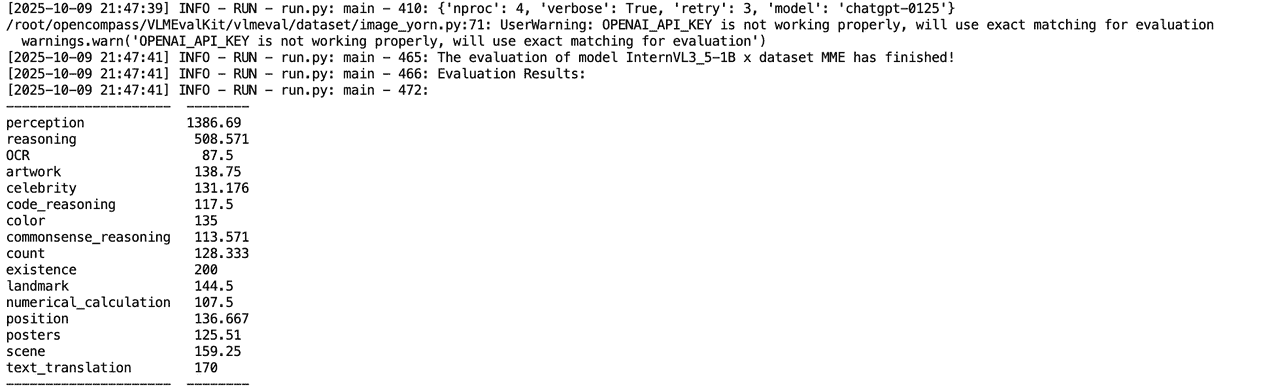 [2025-10-09 21:47:39] INFO - RUN - run.py: main - 410: {'nproc': 4, 'verbose': True, 'retry': 3, 'model': 'chatgpt-0125'}
/root/opencompass/VLMEvalKit/vlmeval/dataset/image_yorn.py:71: UserWarning: OPENAI_API_KEY is not working properly, will use exact matching for evaluation
  warnings.warn('OPENAI_API_KEY is not working properly, will use exact matching for evaluation')
[2025-10-09 21:47:41] INFO - RUN - run.py: main - 465: The evaluation of model InternVL3_5-1B x dataset MME has finished!
[2025-10-09 21:47:41] INFO - RUN - run.py: main - 466: Evaluation Results:
[2025-10-09 21:47:41] INFO - RUN - run.py: main - 472:
---------------------  --------
perception             1386.69
reasoning               508.571
OCR                      87.5
artwork                 138.75
celebrity               131.176
code_reasoning          117.5
color                   135
commonsense_reasoning   113.571
count                   128.333
existence               200
landmark                144.5
numerical_calculation   107.5
position                136.667
posters                 125.51
scene                   159.25
text_translation        170
---------------------  --------